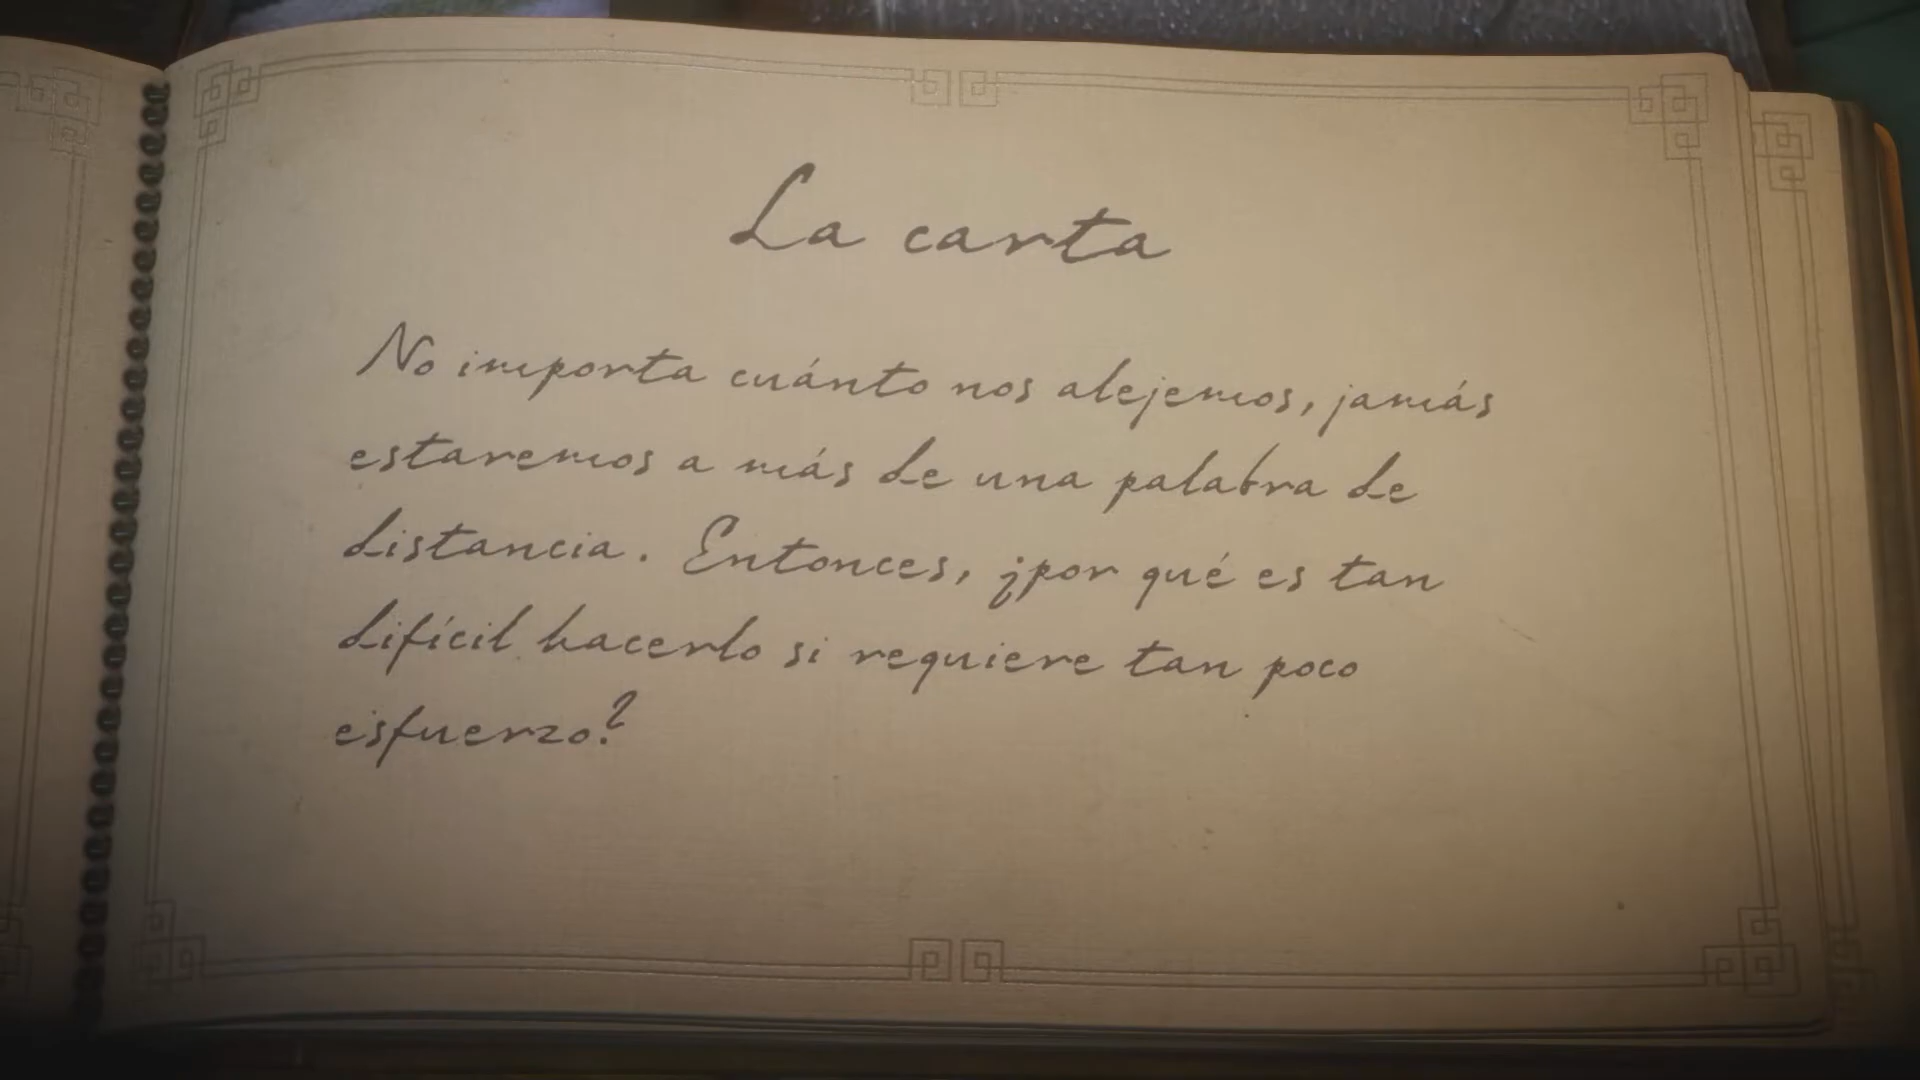 La carta
No importa cuánto nos alejemos, jamás
estaremos a más de una palabra de
distancia. Entonces, ¿por qué es tan
difícil hacerlo si requiere tan poco
esfuerzo?